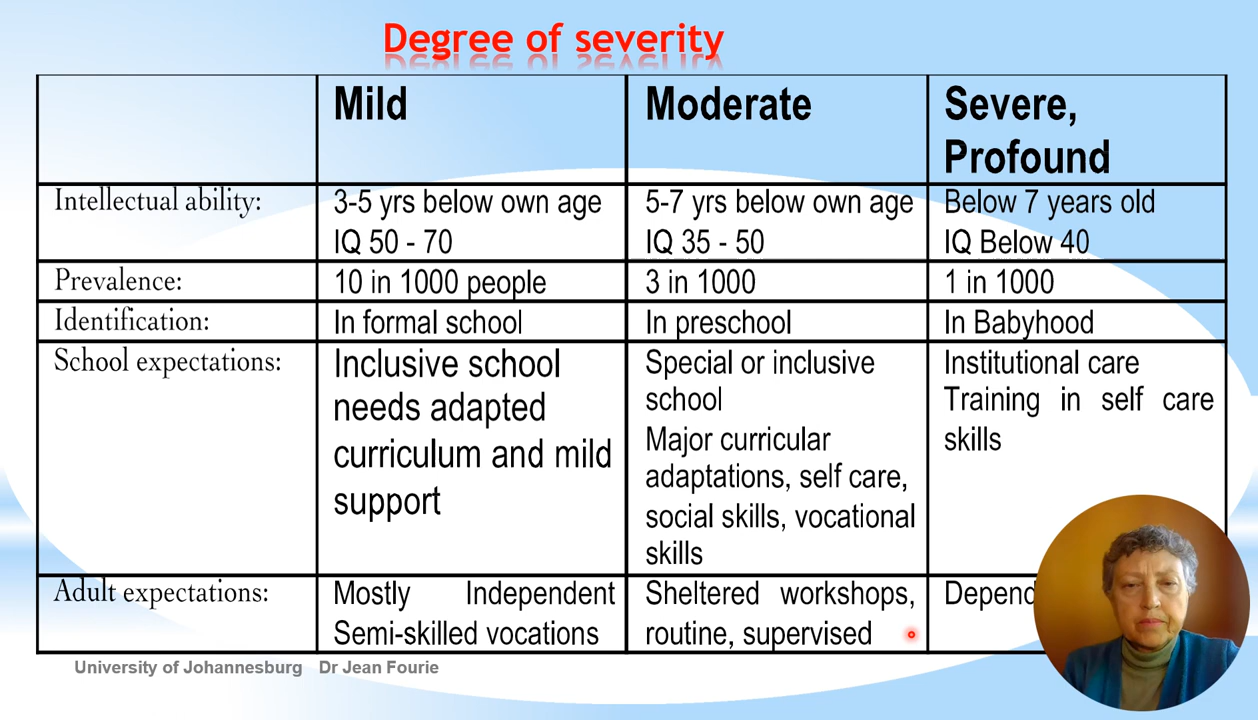 Degree of severity
Mild
Moderate
Severe,
Profound
Intellectual ability:
3-5 yrs below own age
IQ 50 - 70
5-7 yrs below own age
IQ 35 - 50
Below 7 years old
IQ Below 40
Prevalence:
10 in 1000 people
3 in 1000
1 in 1000
Identification:
In formal school
In preschool
In Babyhood
School expectations:
Inclusive school
needs adapted
curriculum and mild
support
Special or inclusive
school
Major curricular
adaptations, self care,
social skills, vocational
skills
Institutional care
Training in self care
skills
Adult expectations:
Mostly Independent
Semi-skilled vocations
Sheltered workshops,
routine, supervised
University of Johannesburg Dr Jean Fourie